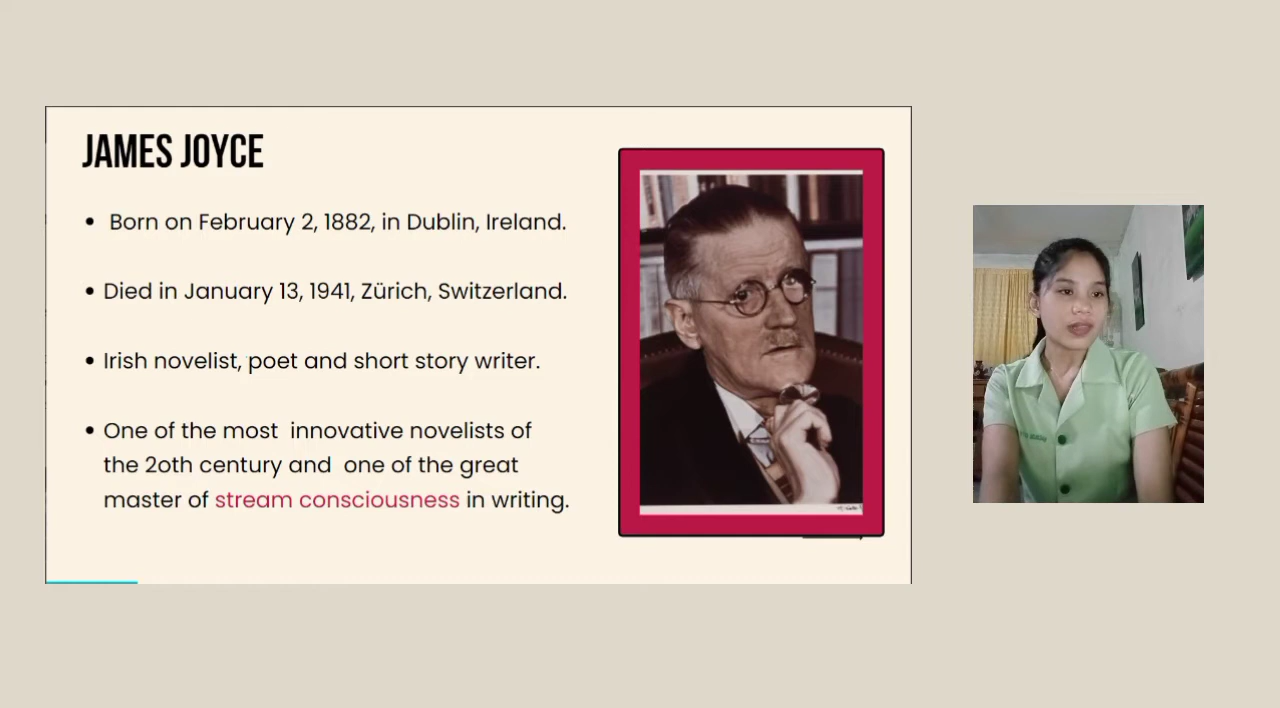 JAMES JOYCE
• Born on February 2, 1882, in Dublin, Ireland.
• Died in January 13, 1941, Zürich, Switzerland.
• Irish novelist, poet and short story writer.
• One of the most innovative novelists of
the 2oth century and one of the great
master of stream consciousness in writing.